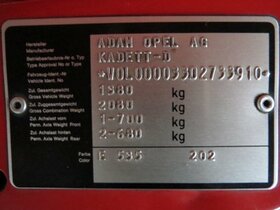 Hersteller
Manufacturer
ADAM OPEL AG
Betriebserlaubnis-Nr o. Typ
Type Approval No or Type
KADETT-D
Fahrzeug-Ident.-Nr
Vehicle Ident No
*WOL00033D2733910*
Zul. Gesamtgewicht
Gross Vehicle Weight
1380 kg
Zul. Zuggesamtgewicht
Gross Combination Weight
2080 kg
Zul. Achslast vorn
Perm. Axle Weight Front
1-700 kg
Zul. Achslast hinten
Perm. Axle Weight Rear
2-680 kg
Farbe
Color
E 535 202